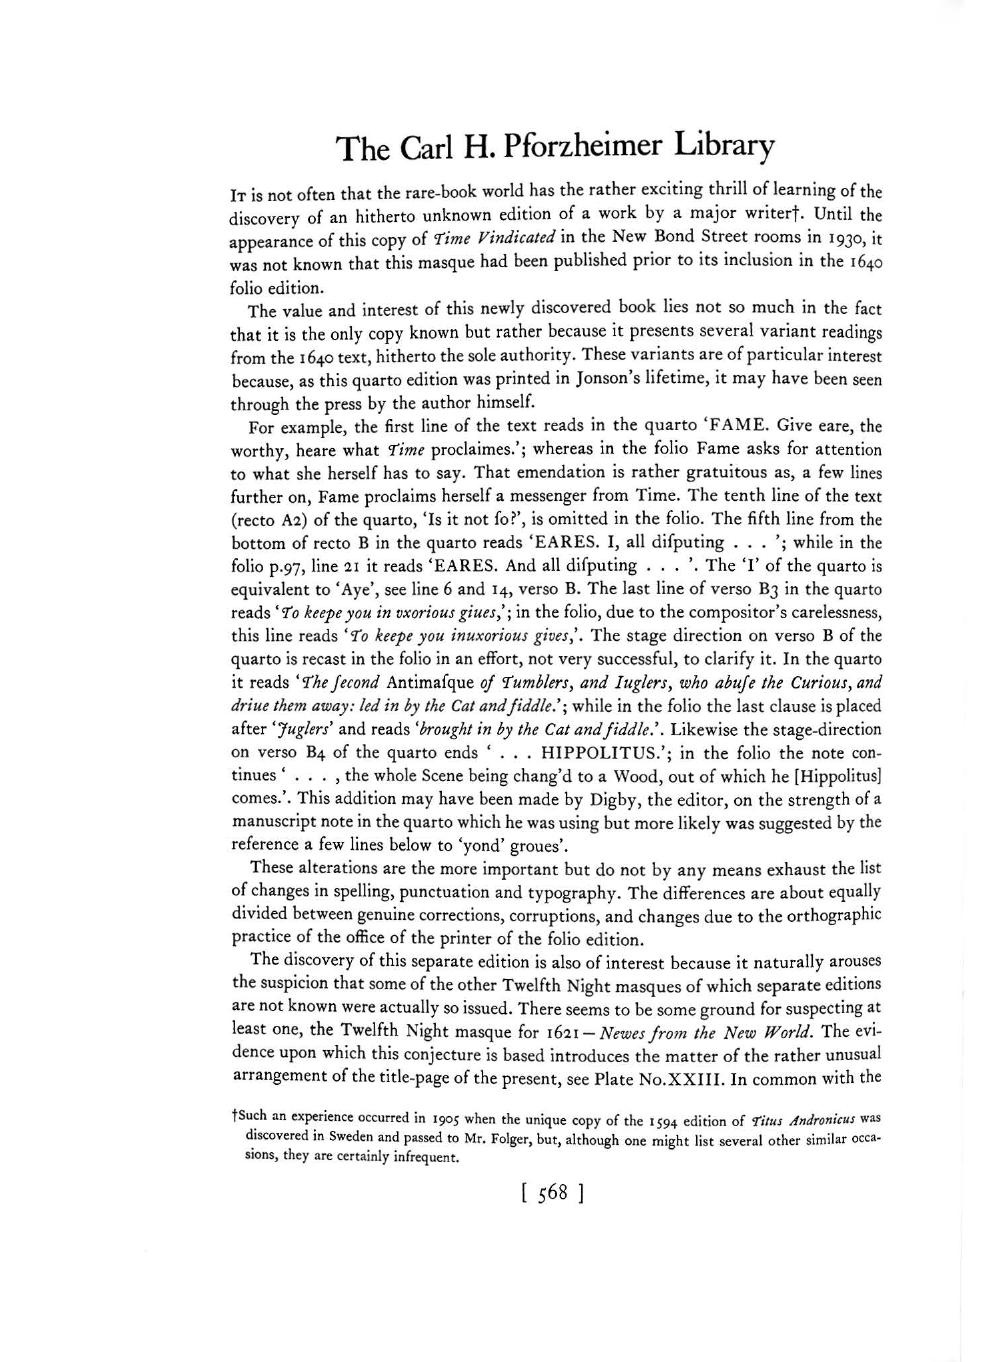 The Carl H. Pforzheimer Library
IT is not often that the rare-book world has the rather exciting thrill of learning of the
discovery of an hitherto unknown edition of a work by a major writer†. Until the
appearance of this copy of Time Vindicated in the New Bond Street rooms in 1930, it
was not known that this masque had been published prior to its inclusion in the 1640
folio edition.
The value and interest of this newly discovered book lies not so much in the fact
that it is the only copy known but rather because it presents several variant readings
from the 1640 text, hitherto the sole authority. These variants are of particular interest
because, as this quarto edition was printed in Jonson's lifetime, it may have been seen
through the press by the author himself.
For example, the first line of the text reads in the quarto ‘FAME. Give eare, the
worthy, heare what Time proclaimes.’; whereas in the folio Fame asks for attention
to what she herself has to say. That emendation is rather gratuitous as, a few lines
further on, Fame proclaims herself a messenger from Time. The tenth line of the text
(recto A2) of the quarto, ‘Is it not ſo?’, is omitted in the folio. The fifth line from the
bottom of recto B in the quarto reads ‘EARES. I, all diſputing . . . ’; while in the
folio p.97, line 21 it reads ‘EARES. And all diſputing . . . ’. The ‘I’ of the quarto is
equivalent to ‘Aye’, see line 6 and 14, verso B. The last line of verso B3 in the quarto
reads ‘To keepe you in vxorious giues,’; in the folio, due to the compositor's carelessness,
this line reads ‘To keepe you inuxorious gives,’. The stage direction on verso B of the
quarto is recast in the folio in an effort, not very successful, to clarify it. In the quarto
it reads ‘The ſecond Antimaſque of Tumblers, and Iuglers, who abuſe the Curious, and
driue them away: led in by the Cat and fiddle.’; while in the folio the last clause is placed
after ‘Juglers’ and reads ‘brought in by the Cat and fiddle.’. Likewise the stage-direction
on verso B4 of the quarto ends ‘ . . . HIPPOLITUS.’; in the folio the note con-
tinues ‘ . . . , the whole Scene being chang'd to a Wood, out of which he [Hippolitus]
comes.’. This addition may have been made by Digby, the editor, on the strength of a
manuscript note in the quarto which he was using but more likely was suggested by the
reference a few lines below to ‘yond’ groues’.
These alterations are the more important but do not by any means exhaust the list
of changes in spelling, punctuation and typography. The differences are about equally
divided between genuine corrections, corruptions, and changes due to the orthographic
practice of the office of the printer of the folio edition.
The discovery of this separate edition is also of interest because it naturally arouses
the suspicion that some of the other Twelfth Night masques of which separate editions
are not known were actually so issued. There seems to be some ground for suspecting at
least one, the Twelfth Night masque for 1621—Newes from the New World. The evi-
dence upon which this conjecture is based introduces the matter of the rather unusual
arrangement of the title-page of the present, see Plate No.XXIII. In common with the
†Such an experience occurred in 1905 when the unique copy of the 1594 edition of Titus Andronicus was
discovered in Sweden and passed to Mr. Folger, but, although one might list several other similar occa-
sions, they are certainly infrequent.
[ 568 ]